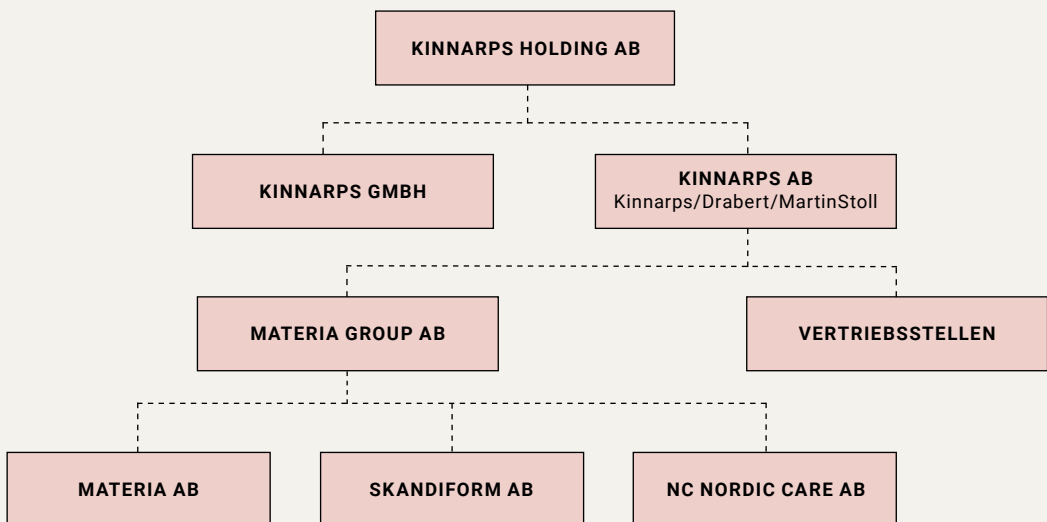 KINNARPS HOLDING AB
KINNARPS GMBH
KINNARPS AB
Kinnarps/Drabert/MartinStoll
MATERIA GROUP AB
VERTRIEBSSTELLEN
MATERIA AB
SKANDIFORM AB
NC NORDIC CARE AB